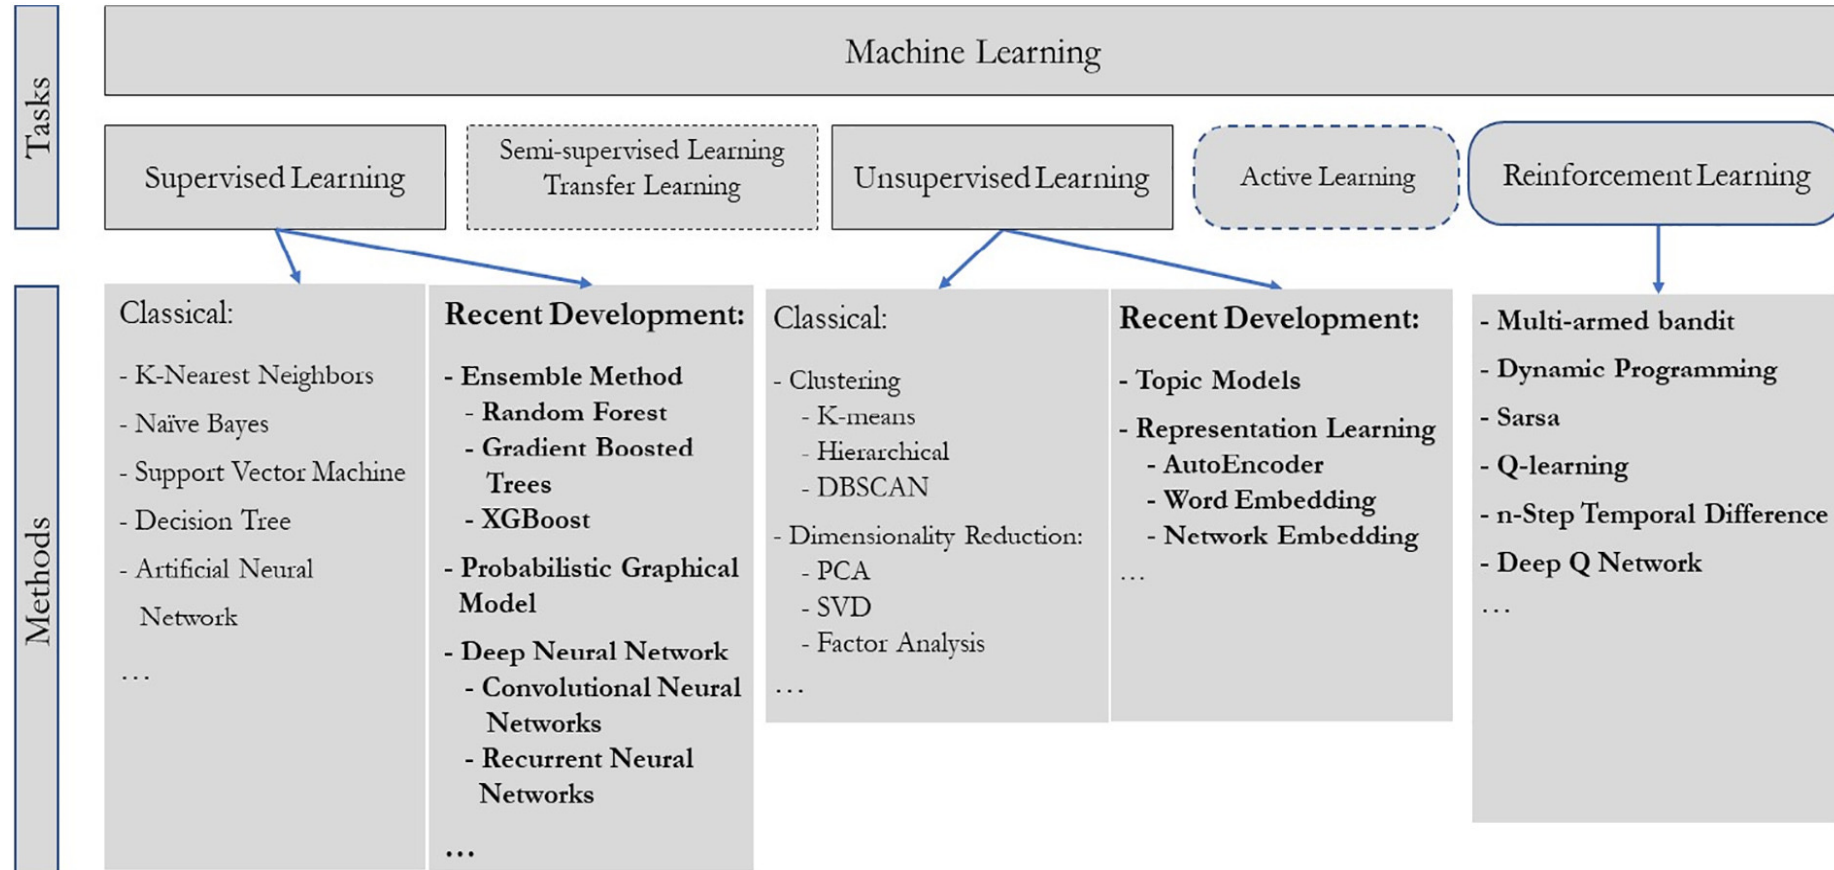 Tasks
Machine Learning
Supervised Learning
Semi-supervised Learning
Transfer Learning
Unsupervised Learning
Active Learning
Reinforcement Learning
Methods
Classical:
- K-Nearest Neighbors
- Naïve Bayes
- Support Vector Machine
- Decision Tree
- Artificial Neural
Network
...
Recent Development:
- Ensemble Method
- Random Forest
- Gradient Boosted
Trees
- XGBoost
- Probabilistic Graphical
Model
- Deep Neural Network
- Convolutional Neural
Networks
- Recurrent Neural
Networks
...
Classical:
- Clustering
- K-means
- Hierarchical
- DBSCAN
- Dimensionality Reduction:
- PCA
- SVD
- Factor Analysis
...
Recent Development:
- Topic Models
- Representation Learning
- AutoEncoder
- Word Embedding
- Network Embedding
...
- Multi-armed bandit
- Dynamic Programming
- Sarsa
- Q-learning
- n-Step Temporal Difference
- Deep Q Network
...